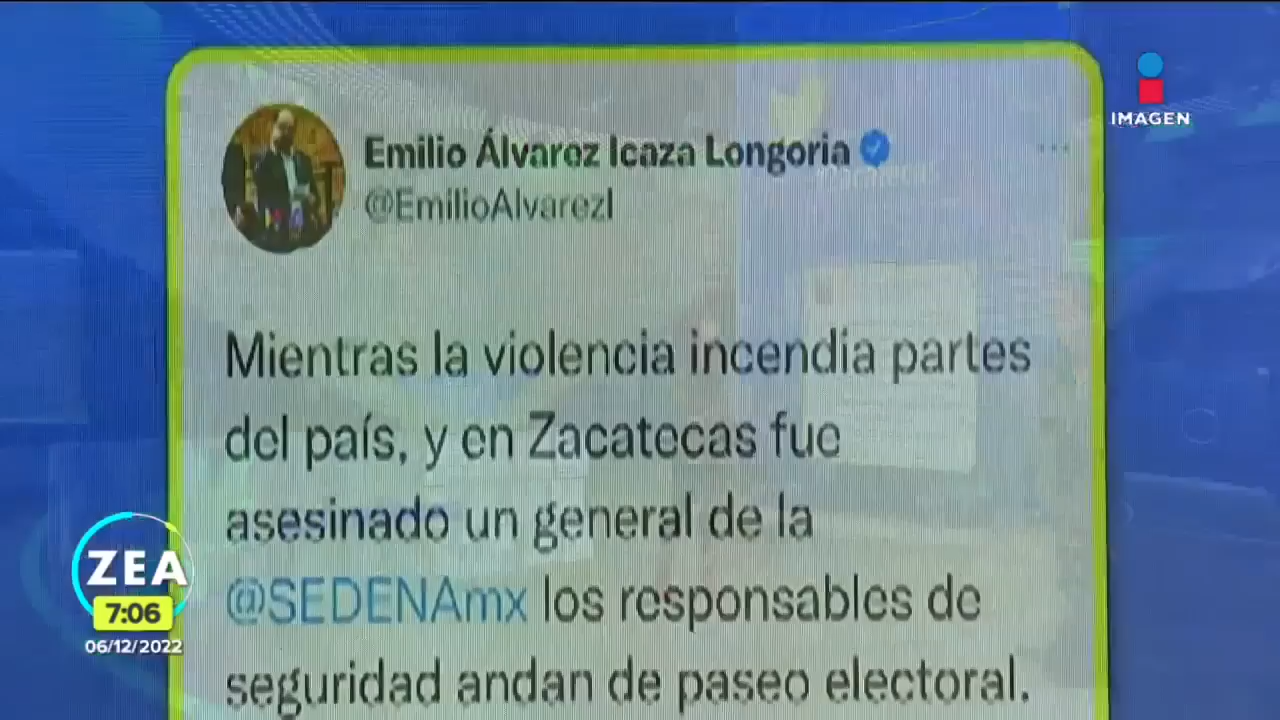 IMAGEN
Emilio Álvarez Icaza Longoria
@EmilioAlvarezI
Mientras la violencia incendia partes
del país, y en Zacatecas fue
asesinado un general de la
@SEDENAmx los responsables de
seguridad andan de paseo electoral.
ZEA
7:06
06/12/2022